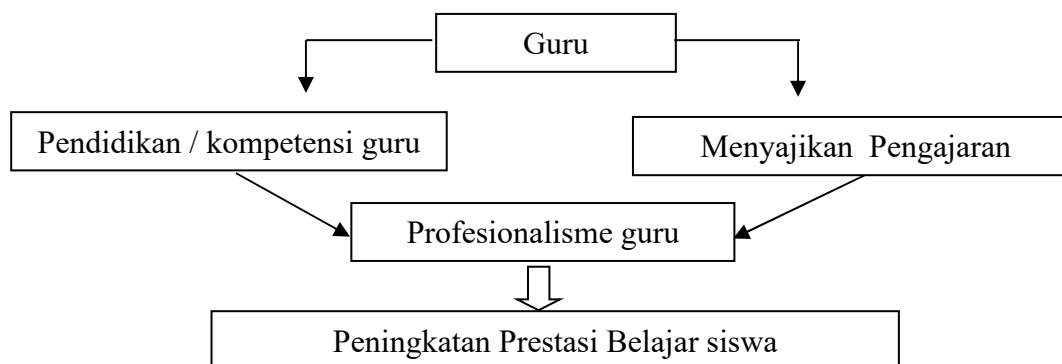 Guru
Pendidikan / kompetensi guru
Menyajikan Pengajaran
Profesionalisme guru
Peningkatan Prestasi Belajar siswa